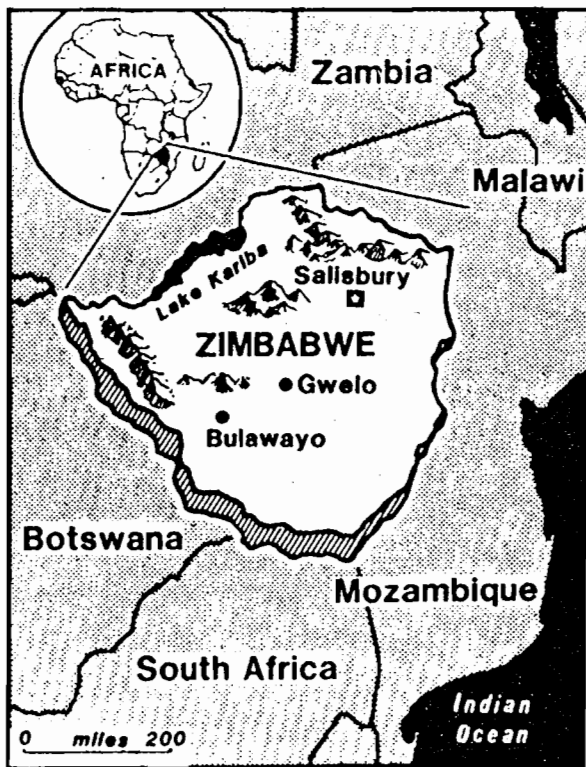 AFRICA
Zambia
Malawi
Lake Kariba
Salisbury
ZIMBABWE
Gwelo
Bulawayo
Botswana
Mozambique
South Africa
Indian
Ocean
0 miles 200